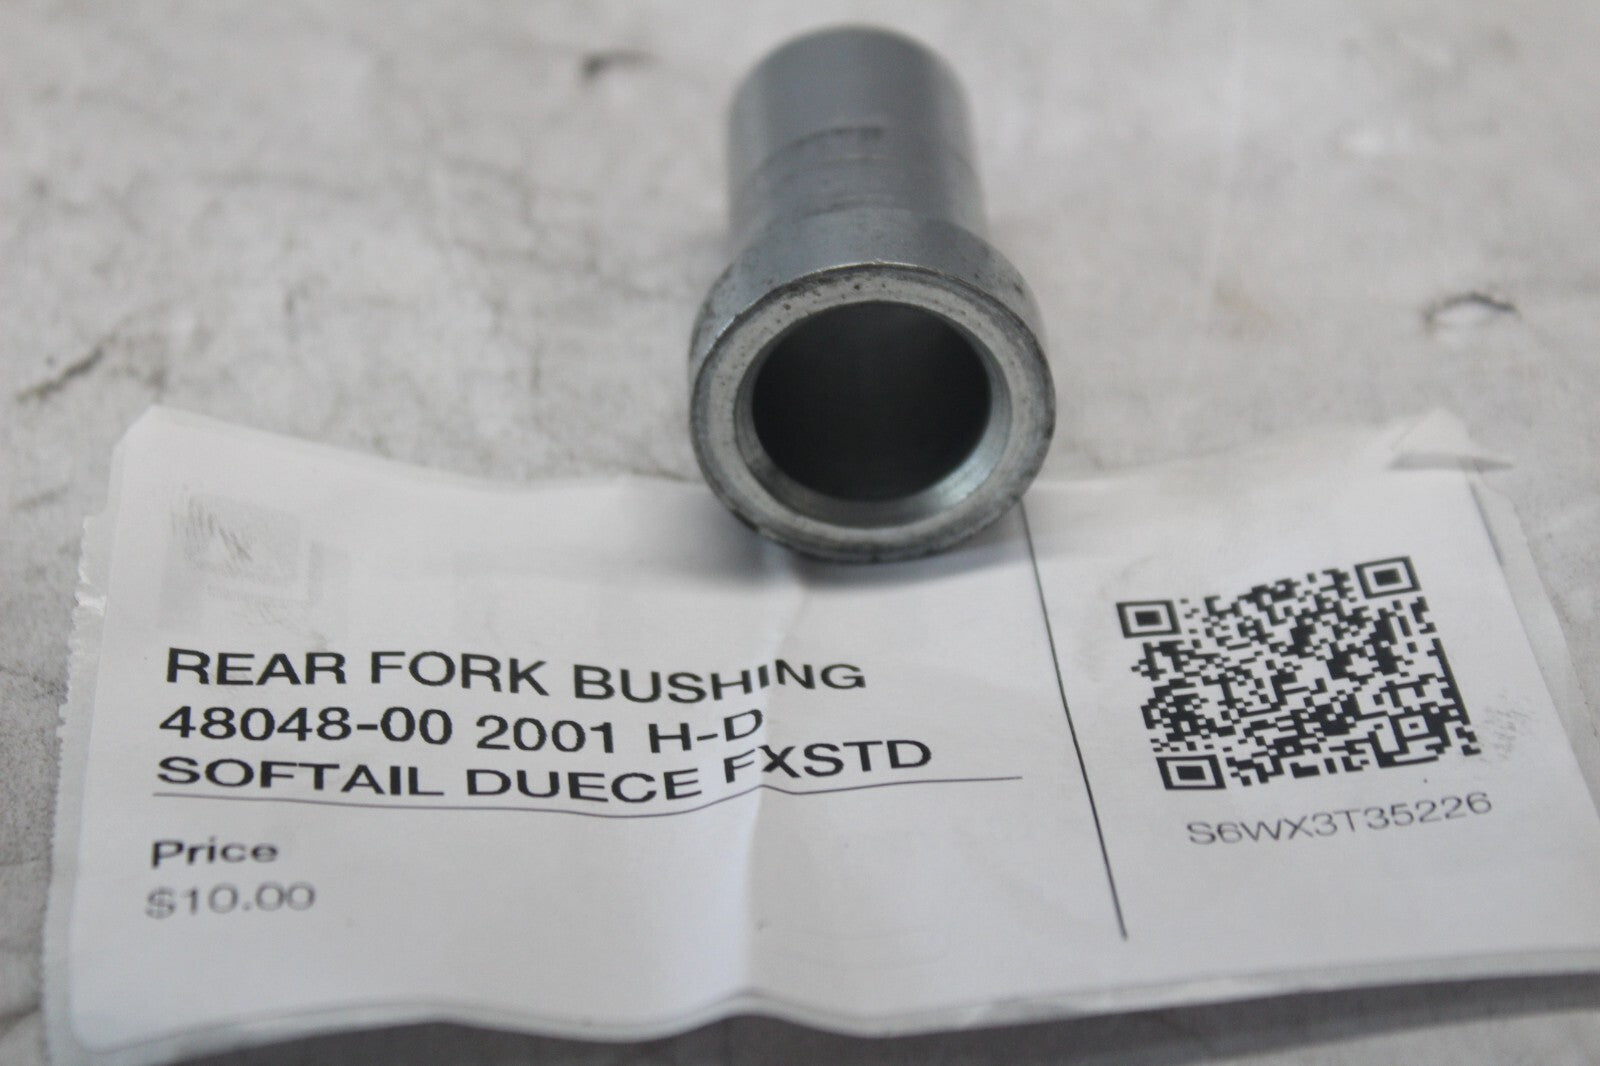 REAR FORK BUSHING
48048-00 2001 H-D
SOFTAIL DUECE FXSTD
Price
$10.00
S6WX3T35226